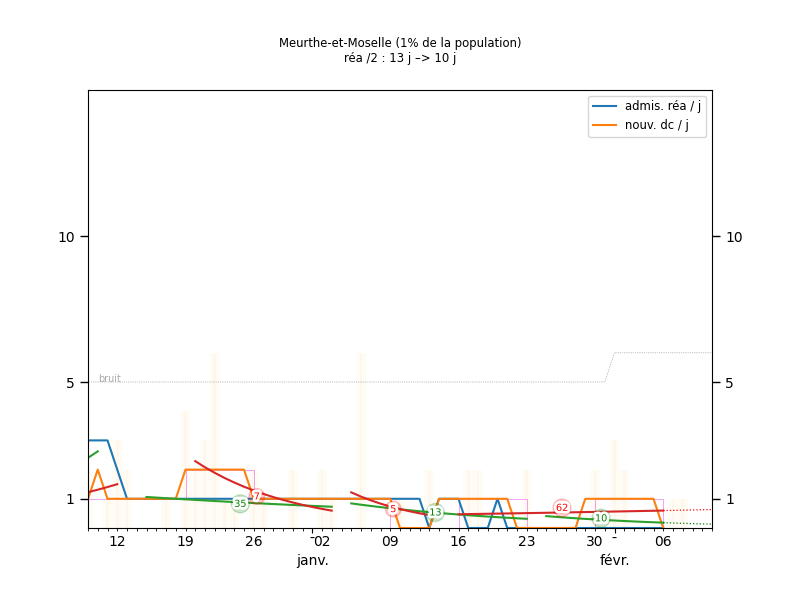 Meurthe-et-Moselle (1% de la population)
réa /2 : 13 j –> 10 j
admis. réa / j
nouv. dc / j
10 10
bruit
5 5
1 1
35 7 5 13 62 10
12 19 26 02 09 16 23 30 06
janv. févr.